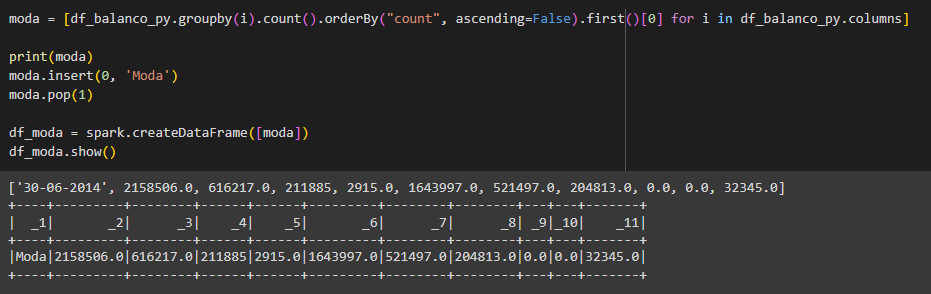 moda = [df_balanco_py.groupby(i).count().orderBy("count", ascending=False).first()[0] for i in df_balanco_py.columns]
print(moda)
moda.insert(0, 'Moda')
moda.pop(1)
df_moda = spark.createDataFrame([moda])
df_moda.show()
['30-06-2014', 2158506.0, 616217.0, 211885, 2915.0, 1643997.0, 521497.0, 204813.0, 0.0, 0.0, 32345.0]
+----+---------+--------+------+------+---------+--------+--------+---+---+-------+
|  _1|       _2|      _3|    _4|    _5|       _6|      _7|      _8| _9|_10|    _11|
+----+---------+--------+------+------+---------+--------+--------+---+---+-------+
|Moda|2158506.0|616217.0|211885|2915.0|1643997.0|521497.0|204813.0|0.0|0.0|32345.0|
+----+---------+--------+------+------+---------+--------+--------+---+---+-------+